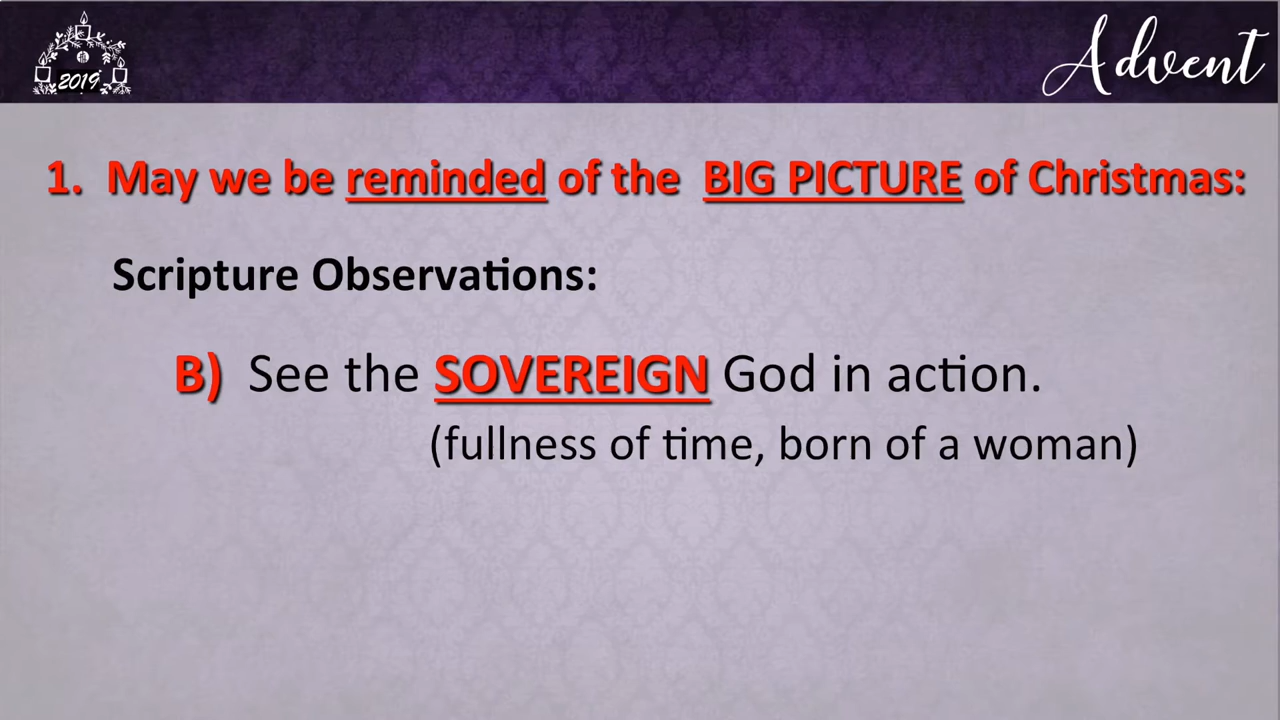 2019
Advent
1. May we be reminded of the BIG PICTURE of Christmas:
Scripture Observations:
B) See the SOVEREIGN God in action.
(fullness of time, born of a woman)